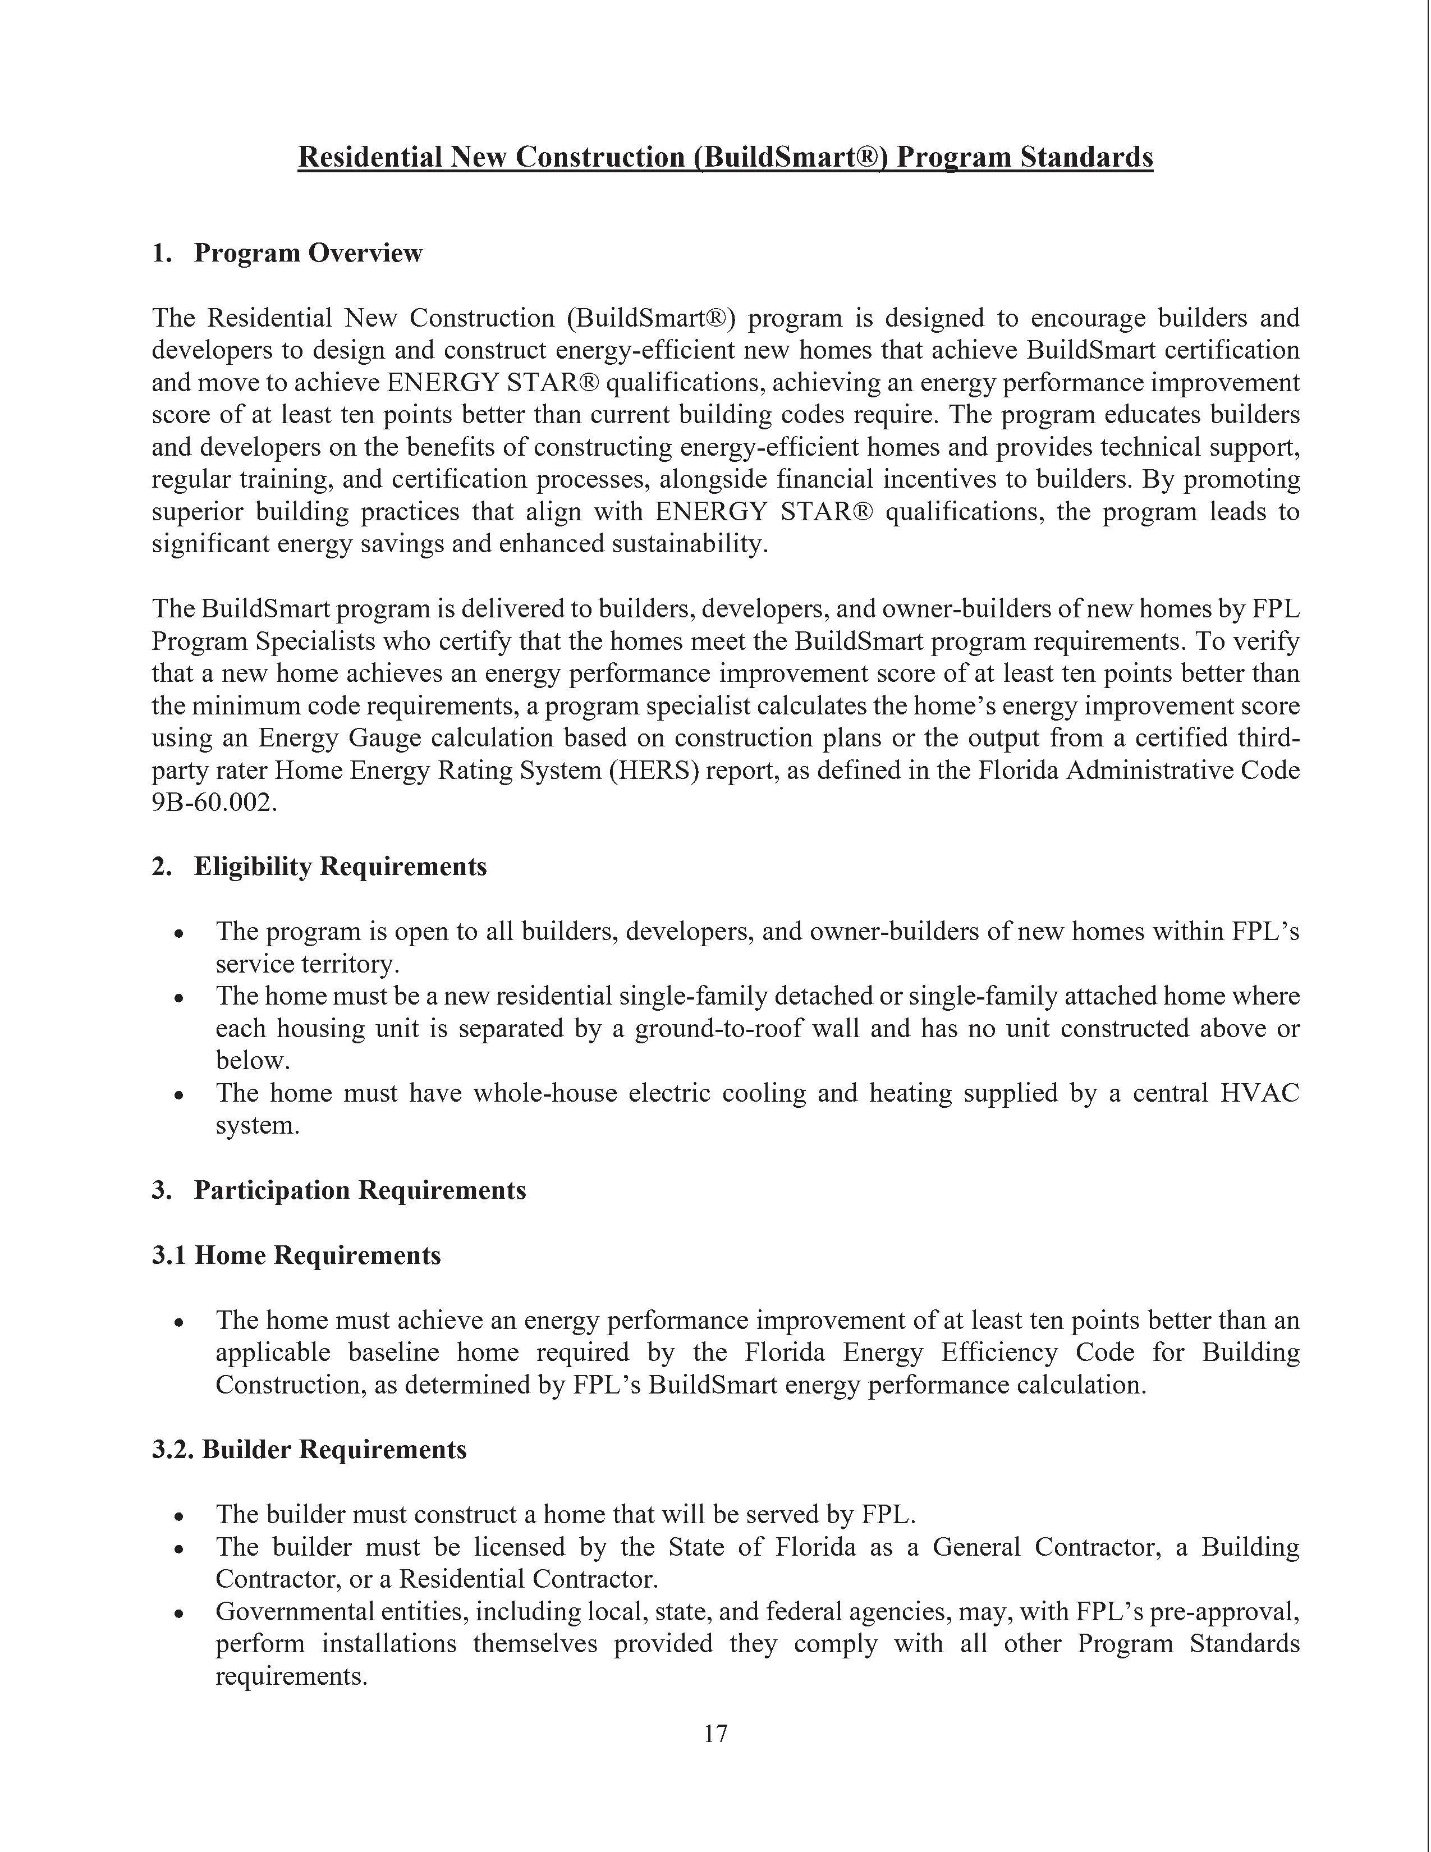 Residential New Construction (BuildSmart®) Program Standards
1. Program Overview
The Residential New Construction (BuildSmart®) program is designed to encourage builders and
developers to design and construct energy-efficient new homes that achieve BuildSmart certification
and move to achieve ENERGY STAR® qualifications, achieving an energy performance improvement
score of at least ten points better than current building codes require. The program educates builders
and developers on the benefits of constructing energy-efficient homes and provides technical support,
regular training, and certification processes, alongside financial incentives to builders. By promoting
superior building practices that align with ENERGY STAR® qualifications, the program leads to
significant energy savings and enhanced sustainability.
The BuildSmart program is delivered to builders, developers, and owner-builders of new homes by FPL
Program Specialists who certify that the homes meet the BuildSmart program requirements. To verify
that a new home achieves an energy performance improvement score of at least ten points better than
the minimum code requirements, a program specialist calculates the home’s energy improvement score
using an Energy Gauge calculation based on construction plans or the output from a certified third-
party rater Home Energy Rating System (HERS) report, as defined in the Florida Administrative Code
9B-60.002.
2. Eligibility Requirements
• The program is open to all builders, developers, and owner-builders of new homes within FPL’s
service territory.
• The home must be a new residential single-family detached or single-family attached home where
each housing unit is separated by a ground-to-roof wall and has no unit constructed above or
below.
• The home must have whole-house electric cooling and heating supplied by a central HVAC
system.
3. Participation Requirements
3.1 Home Requirements
• The home must achieve an energy performance improvement of at least ten points better than an
applicable baseline home required by the Florida Energy Efficiency Code for Building
Construction, as determined by FPL’s BuildSmart energy performance calculation.
3.2. Builder Requirements
• The builder must construct a home that will be served by FPL.
• The builder must be licensed by the State of Florida as a General Contractor, a Building
Contractor, or a Residential Contractor.
• Governmental entities, including local, state, and federal agencies, may, with FPL’s pre-approval,
perform installations themselves provided they comply with all other Program Standards
requirements.
17